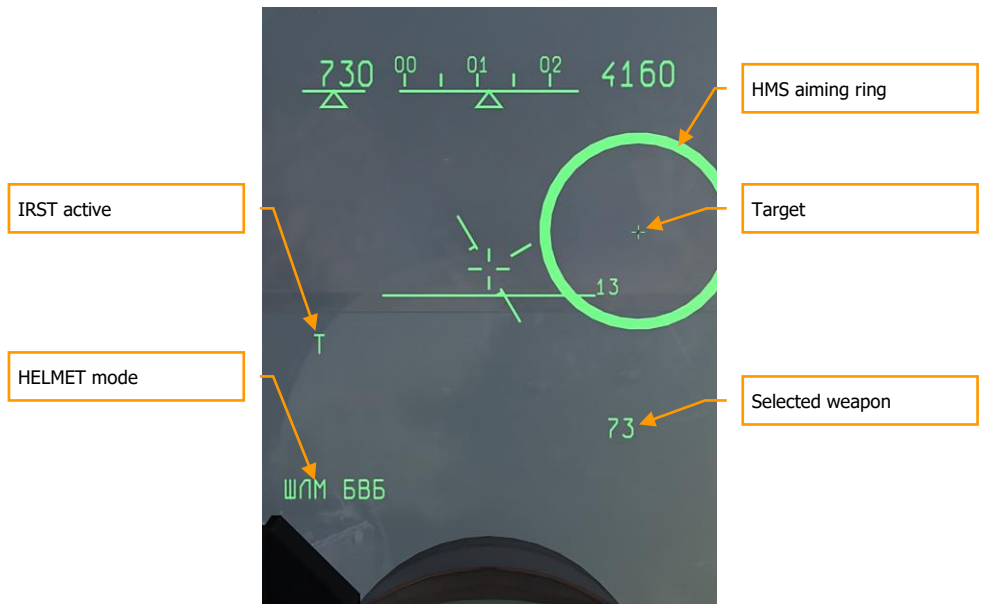 730 00 01 02 4160
HMS aiming ring
IRST active
Target
13
Т
HELMET mode
Selected weapon
73
ШЛМ БВБ